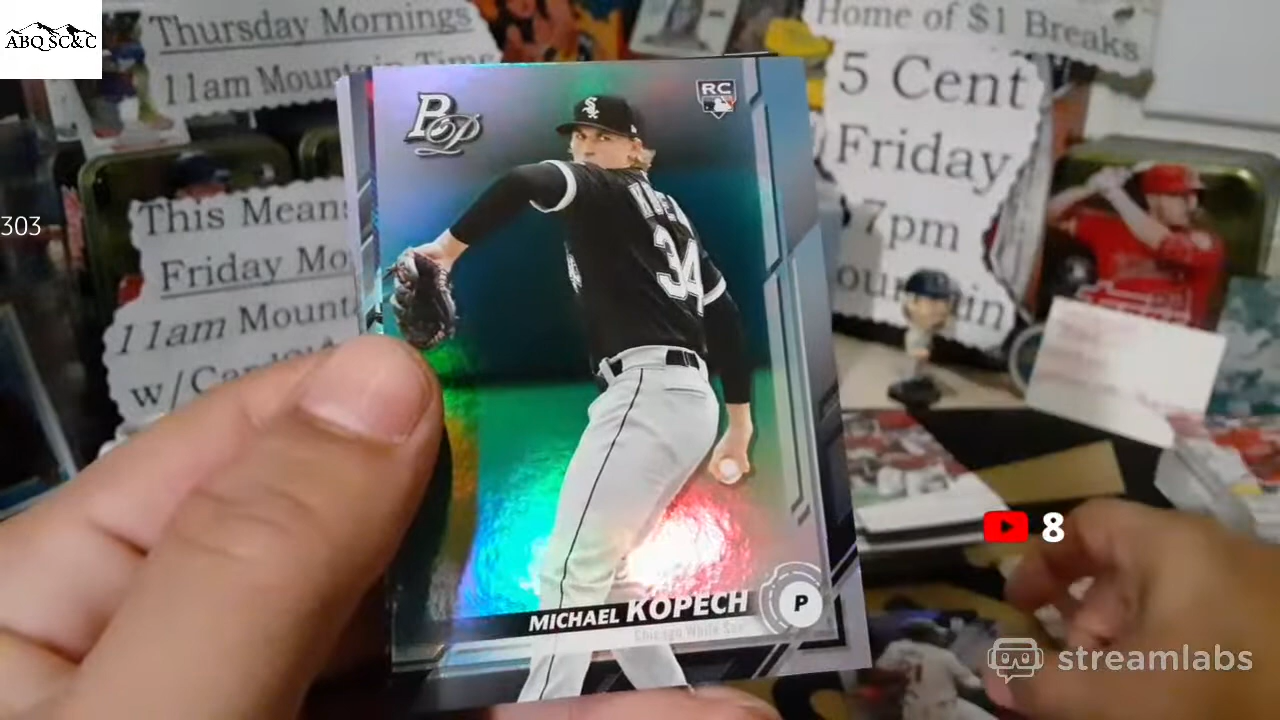 ABQ SC&C
Thursday Mornings
11am Mountain Time
Home of $1 Breaks
5 Cent
Friday
7pm
303
This Means
Friday Mo
11am Mount
RC
Sox
34
MICHAEL KOPECH
P
Chicago White Sox
8
streamlabs